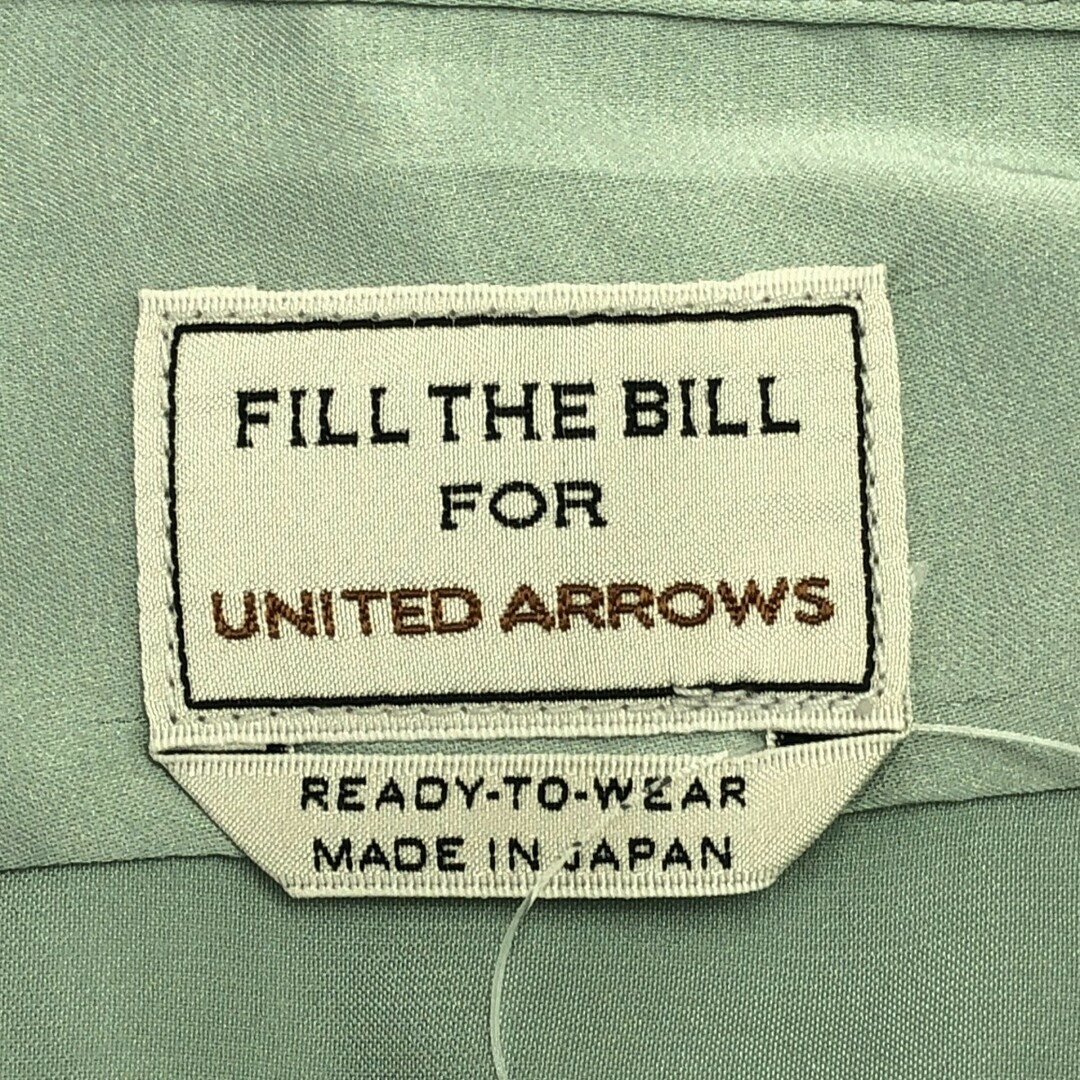 FILL THE BILL
FOR
UNITED ARROWS
READY-TO-WEAR
MADE IN JAPAN